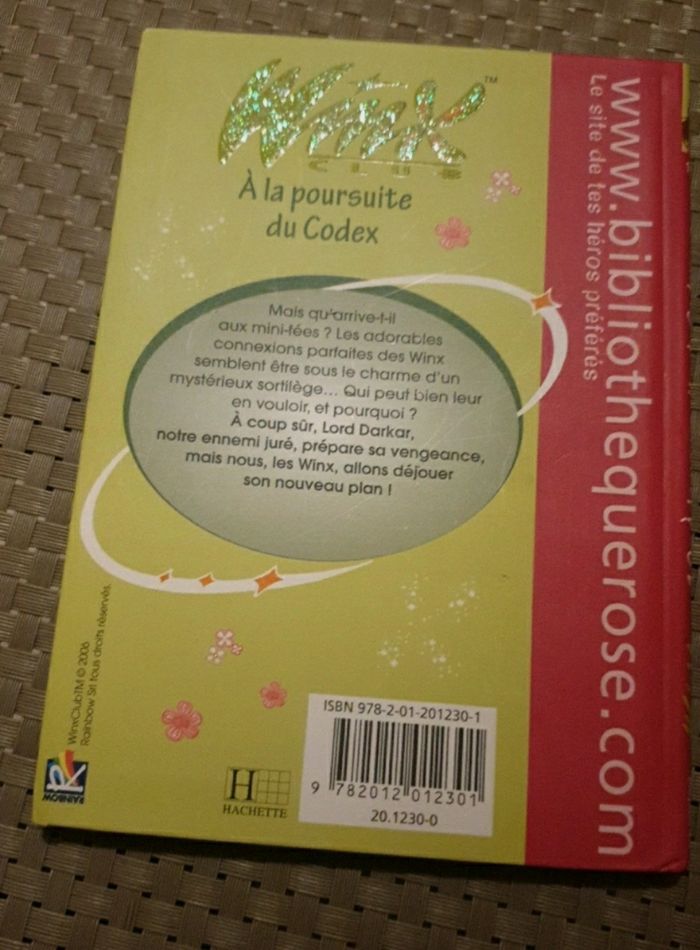 Winx™
CLUB
À la poursuite
du Codex
Mais qu'arrive-t-il
aux mini-fées ? Les adorables
connexions parfaites des Winx
semblent être sous le charme d'un
mystérieux sortilège... Qui peut bien leur
en vouloir, et pourquoi ?
À coup sûr, Lord Darkar,
notre ennemi juré, prépare sa vengeance,
mais nous, les Winx, allons déjouer
son nouveau plan !
www.bibliothequerose.com
Le site de tes héros préférés
WinxClubTM © 2006
Rainbow Srl tous droits réservés.
RAINBOW
H
HACHETTE
ISBN 978-2-01-201230-1
9 782012 012301
20.1230-0